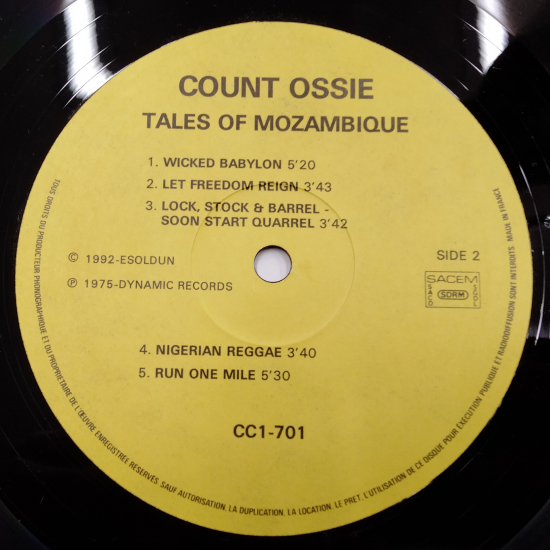 COUNT OSSIE
TALES OF MOZAMBIQUE
1. WICKED BABYLON 5'20
2. LET FREEDOM REIGN 3'43
3. LOCK, STOCK & BARREL -
SOON START QUARREL 3'42
© 1992-ESOLDUN
℗ 1975-DYNAMIC RECORDS
SIDE 2
SACEM
SACD
SDRM
SGDL
4. NIGERIAN REGGAE 3'40
5. RUN ONE MILE 5'30
CC1-701
TOUS DROITS DU PRODUCTEUR PHONOGRAPHIQUE ET DU PROPRIETAIRE DE L'ŒUVRE ENREGISTREE RESERVES. SAUF AUTORISATION, LA DUPLICATION, LA LOCATION, LE PRET, L'UTILISATION DE CE DISQUE POUR EXÉCUTION PUBLIQUE ET RADIODIFFUSION SONT INTERDITS. MADE IN FRANCE